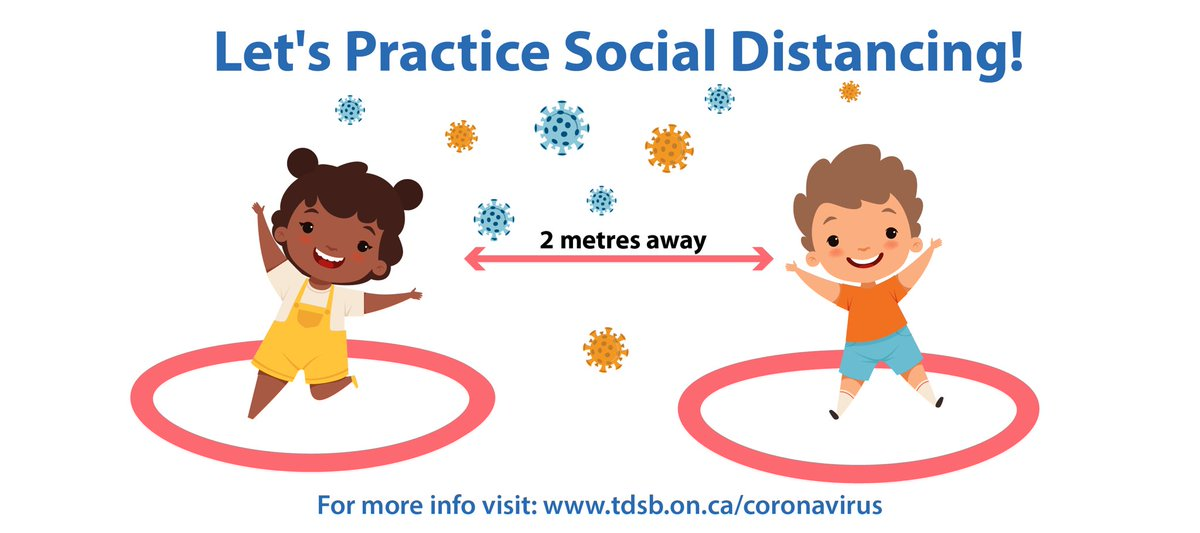 Let's Practice Social Distancing!
2 metres away
For more info visit: www.tdsb.on.ca/coronavirus